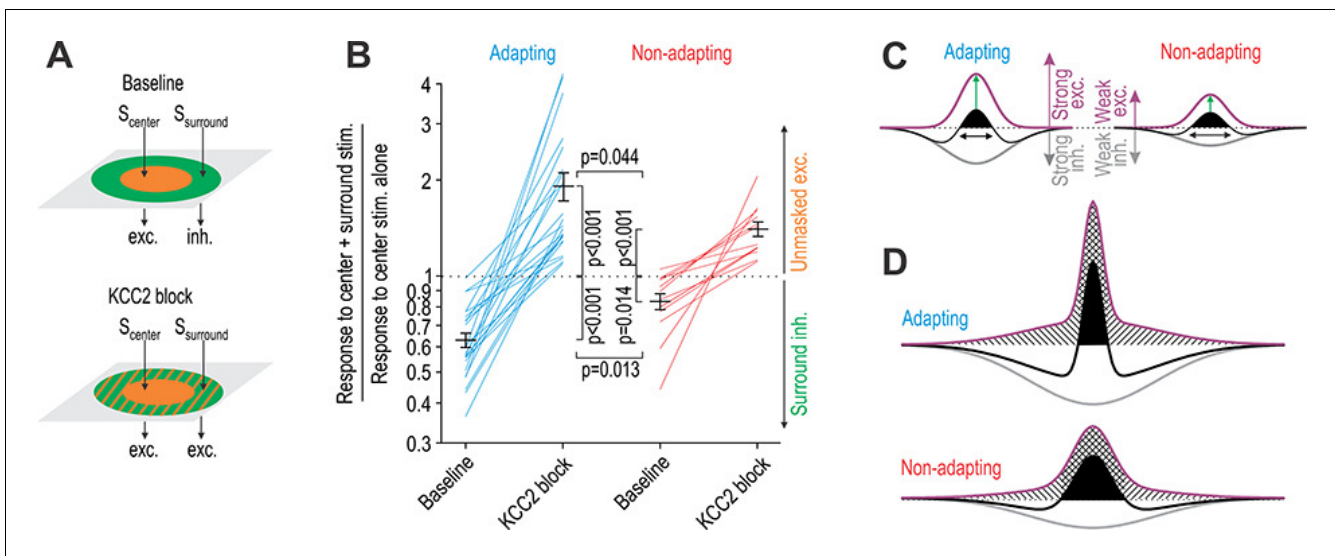 A
Baseline
S center S surround
exc. inh.
KCC2 block
S center S surround
exc. exc.
B
Adapting Non-adapting
Response to center + surround stim.
Response to center stim. alone
4
3
2
1
0.9
0.8
0.7
0.6
0.5
0.4
0.3
p=0.044
p<0.001
p<0.001
p<0.001
p=0.014
p=0.013
Unmasked exc.
Surround inh.
Baseline
KCC2 block
Baseline
KCC2 block
C
Adapting Non-adapting
Strong exc.
Weak exc.
Strong inh.
Weak inh.
D
Adapting
Non-adapting